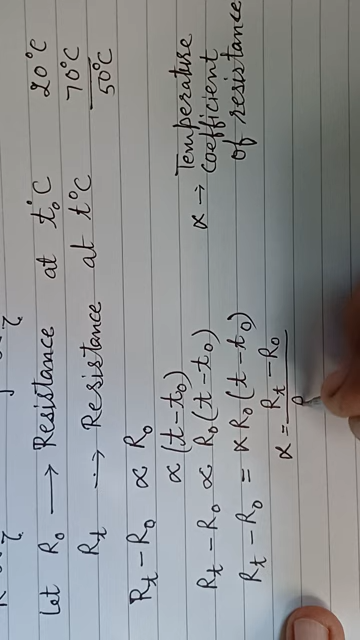 Let R₀ → Resistance at t₀°C 20°C
Rₜ → Resistance at t°C 70°C
50°C
Rₜ - R₀ ∝ R₀
∝ (t-t₀)
Rₜ - R₀ ∝ R₀ (t-t₀) α → Temperature
coefficient
of resistance
Rₜ - R₀ = α R₀ (t-t₀)
α = Rₜ - R₀